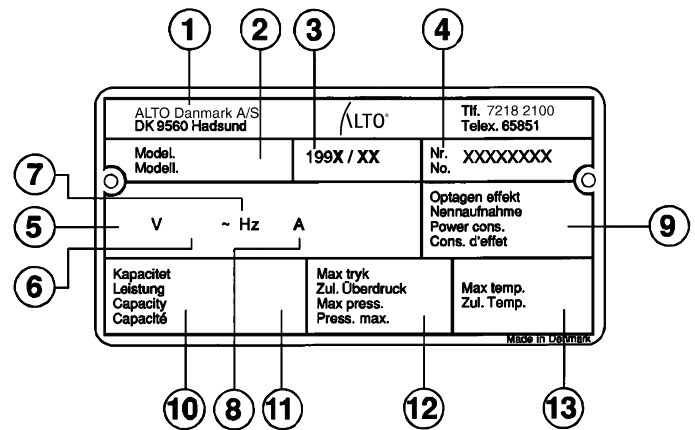 1
2
3
4
ALTO Danmark A/S
DK 9560 Hadsund
ALTO®
Tlf. 7218 2100
Telex. 65851
Model.
Modell.
199X / XX
Nr.
No.
XXXXXXXX
7
5
6
V
~ Hz
A
Optagen effekt
Nennaufnahme
Power cons.
Cons. d'effet
9
Kapacitet
Leistung
Capacity
Capacité
Max tryk
Zul. Überdruck
Max press.
Press. max.
Max temp.
Zul. Temp.
Made in Denmark
10
8
11
12
13